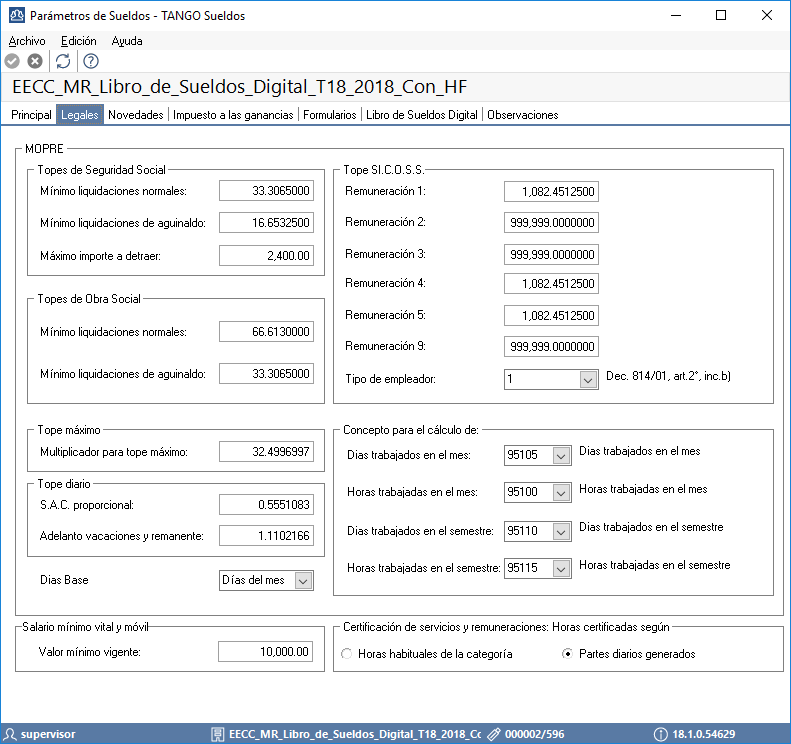 Parámetros de Sueldos - TANGO Sueldos
Archivo Edición Ayuda
EECC_MR_Libro_de_Sueldos_Digital_T18_2018_Con_HF
Principal Legales Novedades Impuesto a las ganancias Formularios Libro de Sueldos Digital Observaciones
MOPRE
Topes de Seguridad Social
Mínimo liquidaciones normales: 33.3065000
Mínimo liquidaciones de aguinaldo: 16.6532500
Máximo importe a detraer: 2,400.00
Topes de Obra Social
Mínimo liquidaciones normales: 66.6130000
Mínimo liquidaciones de aguinaldo: 33.3065000
Tope SI.C.O.S.S.
Remuneración 1: 1,082.4512500
Remuneración 2: 999,999.0000000
Remuneración 3: 999,999.0000000
Remuneración 4: 1,082.4512500
Remuneración 5: 1,082.4512500
Remuneración 9: 999,999.0000000
Tipo de empleador: 1 Dec. 814/01, art.2°, inc.b)
Tope máximo
Multiplicador para tope máximo: 32.4996997
Tope diario
S.A.C. proporcional: 0.5551083
Adelanto vacaciones y remanente: 1.1102166
Dias Base Días del mes
Concepto para el cálculo de:
Dias trabajados en el mes: 95105 Dias trabajados en el mes
Horas trabajadas en el mes: 95100 Horas trabajadas en el mes
Dias trabajados en el semestre: 95110 Dias trabajados en el semestre
Horas trabajadas en el semestre: 95115 Horas trabajadas en el semestre
Salario mínimo vital y móvil
Valor mínimo vigente: 10,000.00
Certificación de servicios y remuneraciones: Horas certificadas según
Horas habituales de la categoría Partes diarios generados
supervisor EECC_MR_Libro_de_Sueldos_Digital_T18_2018_Cc 000002/596 18.1.0.54629